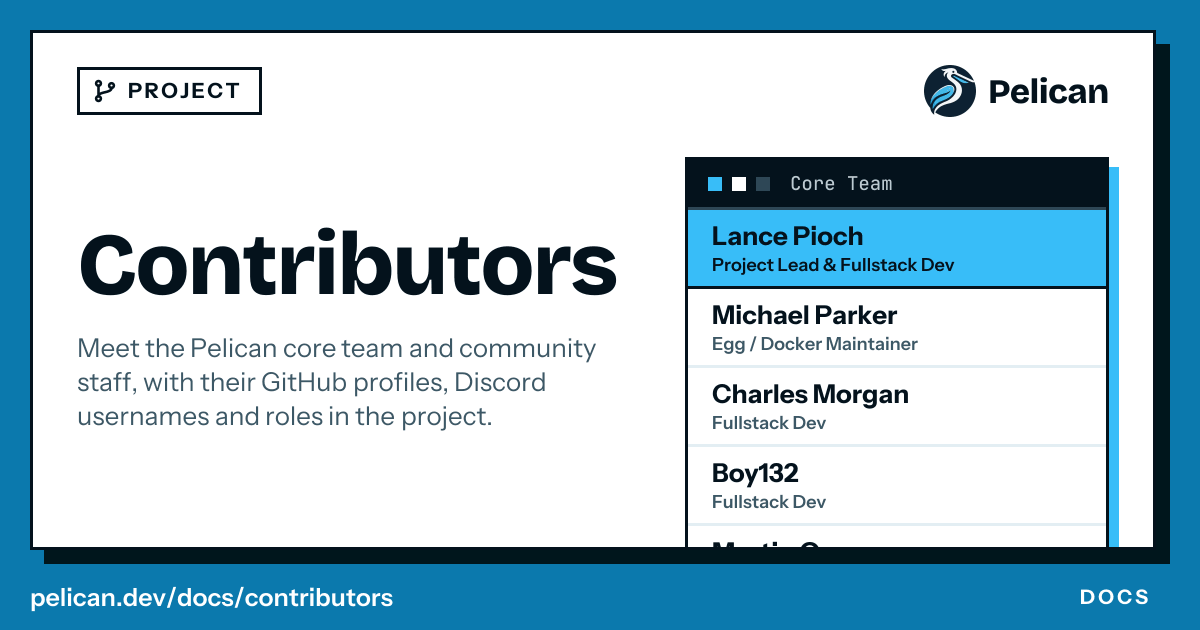 PROJECT
Pelican
Contributors
Meet the Pelican core team and community
staff, with their GitHub profiles, Discord
usernames and roles in the project.
Core Team
Lance Pioch
Project Lead & Fullstack Dev
Michael Parker
Egg / Docker Maintainer
Charles Morgan
Fullstack Dev
Boy132
Fullstack Dev
pelican.dev/docs/contributors
DOCS